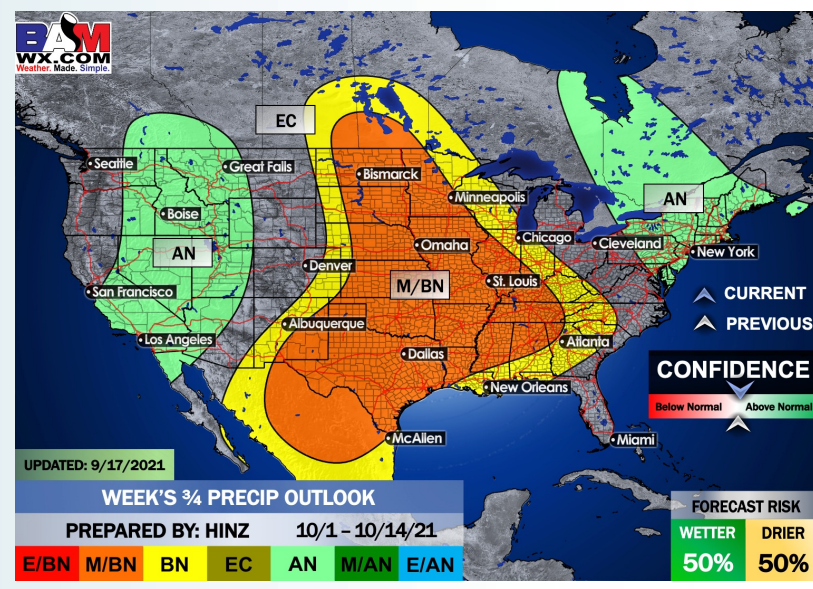 BAM
WX.COM
Weather. Made. Simple.
EC
Seattle
Great Falls
Bismarck
Minneapolis
AN
Boise
AN
Omaha
Chicago
Cleveland
New York
Denver
M/BN
St. Louis
San Francisco
CURRENT
PREVIOUS
Albuquerque
Los Angeles
Atlanta
Dallas
CONFIDENCE
New Orleans
Below Normal
Above Normal
McAllen
Miami
UPDATED: 9/17/2021
WEEK'S ¾ PRECIP OUTLOOK
PREPARED BY: HINZ 10/1 – 10/14/21
E/BN M/BN BN EC AN M/AN E/AN
FORECAST RISK
WETTER DRIER
50% 50%